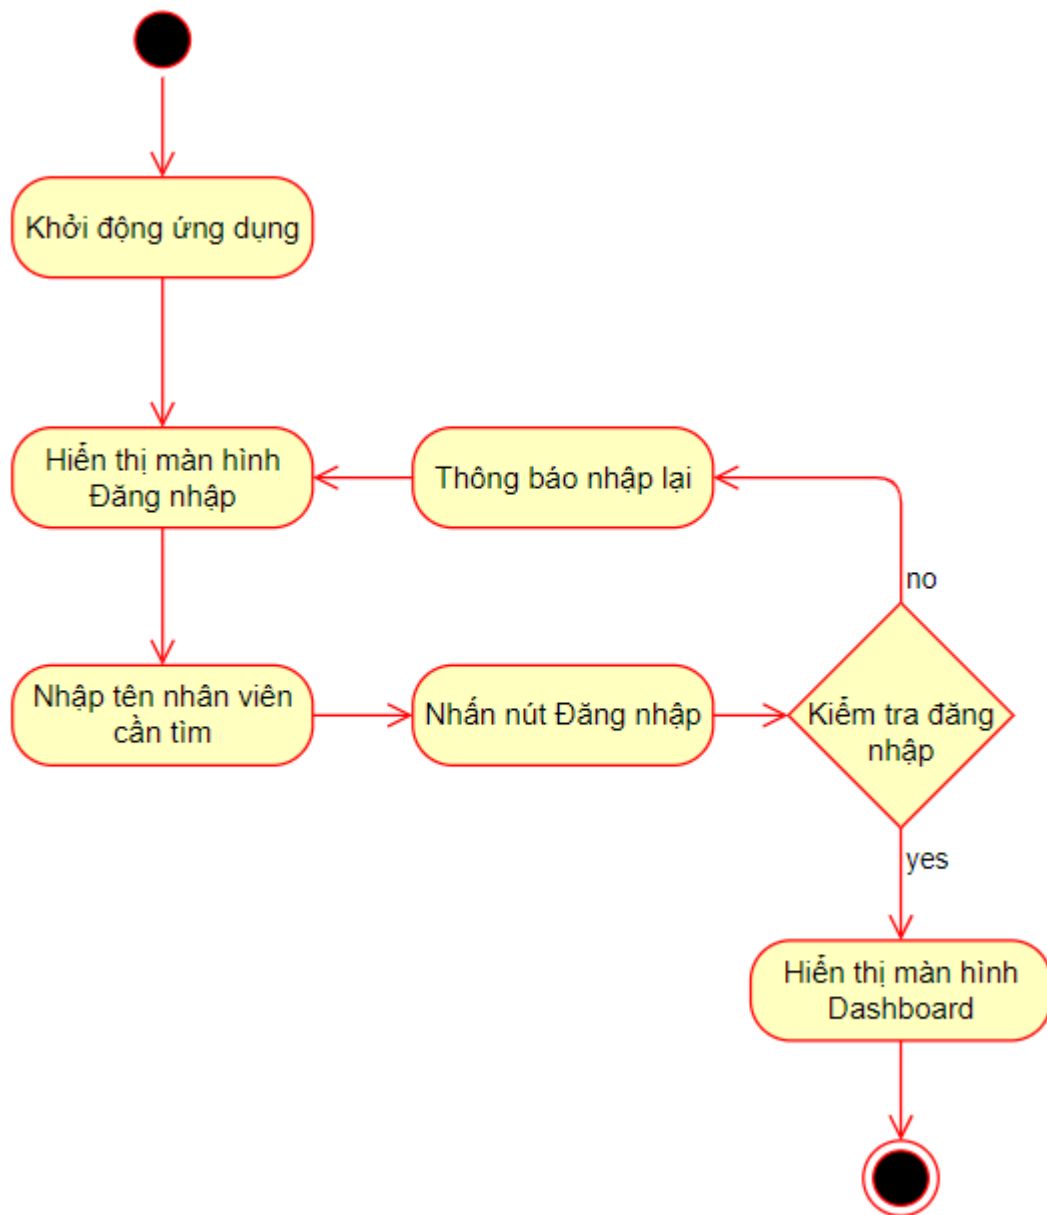 Khởi động ứng dụng
Hiển thị màn hình
Đăng nhập
Thông báo nhập lại
no
Nhập tên nhân viên
cần tìm
Nhấn nút Đăng nhập
Kiểm tra đăng
nhập
yes
Hiển thị màn hình
Dashboard